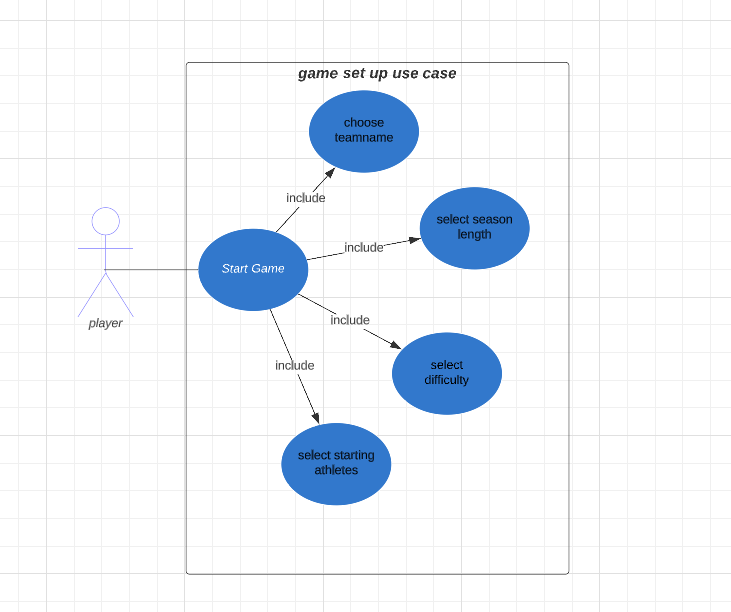 game set up use case
choose
teamname
include
select season
length
include
Start Game
player
include
select
difficulty
include
select starting
athletes